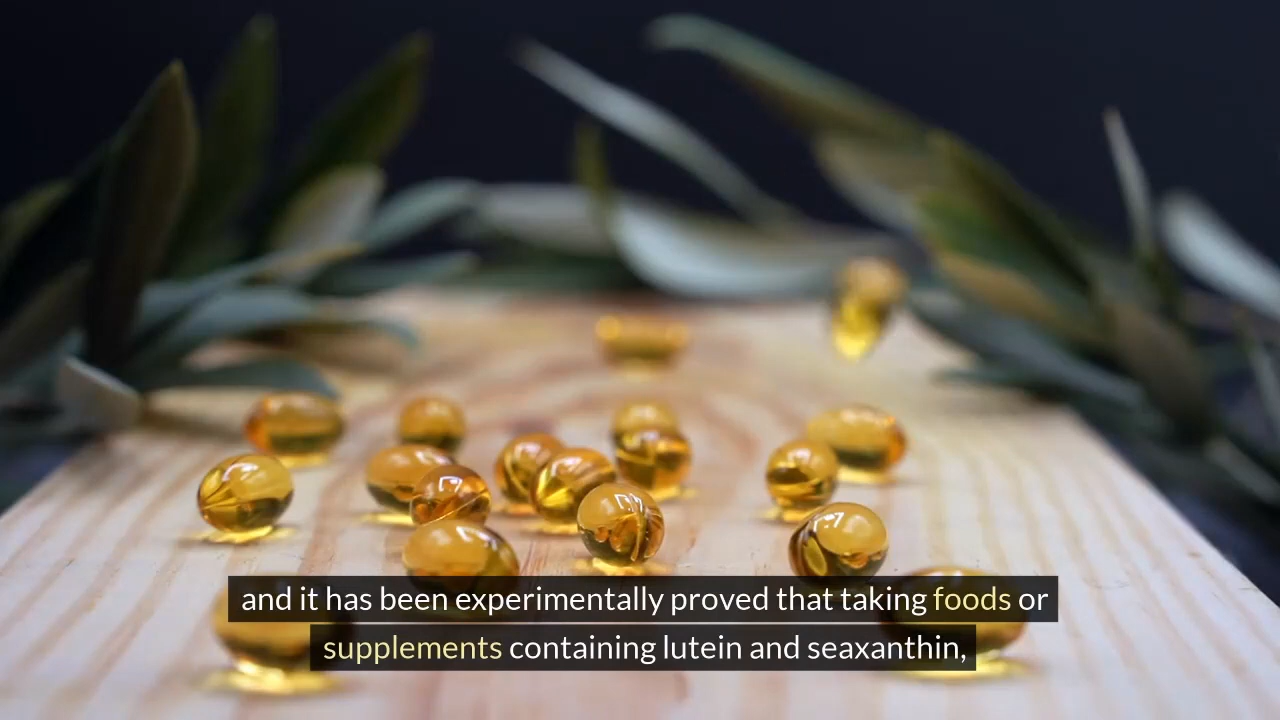 and it has been experimentally proved that taking foods or
supplements containing lutein and seaxanthin,